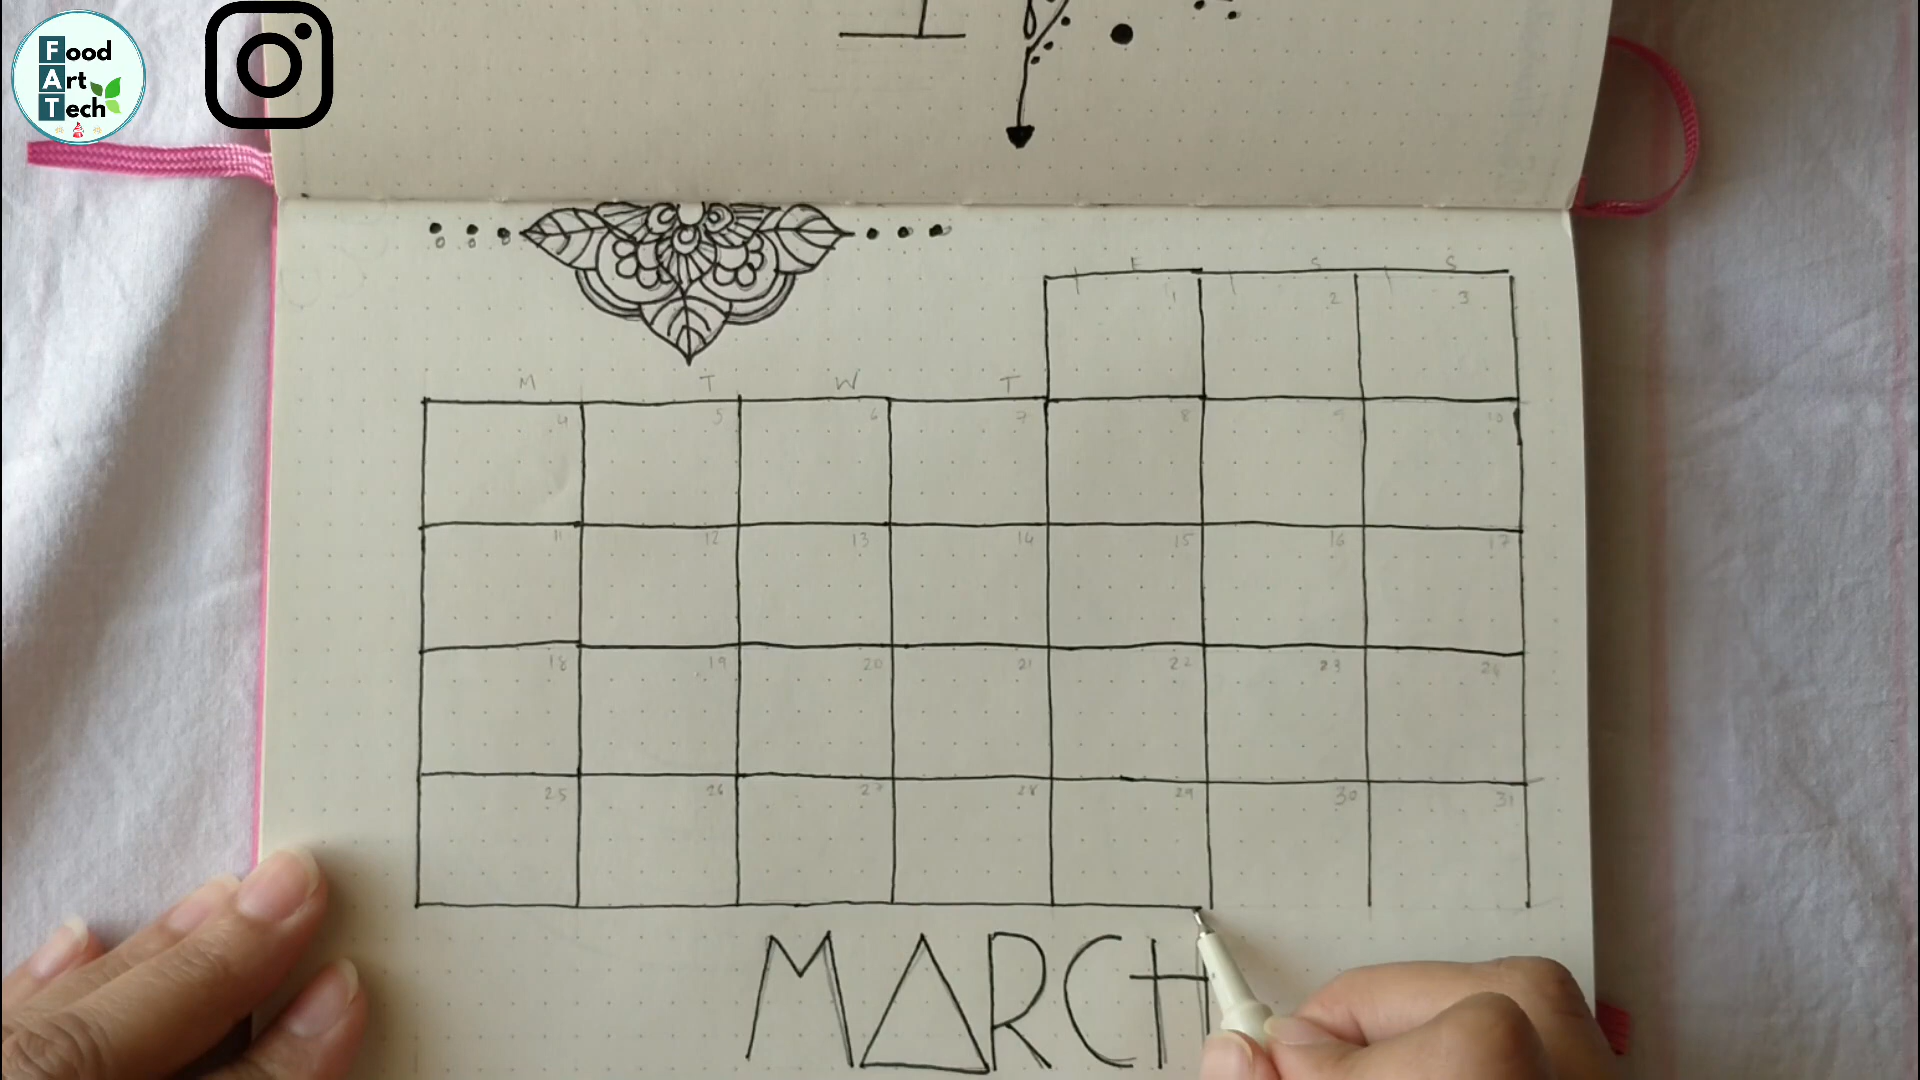 Food
Art
Tech
F S S
1 2 3
M T W T
4 5 6 7 8 9 10
11 12 13 14 15 16 17
18 19 20 21 22 23 24
25 26 27 28 29 30 31
MARCH